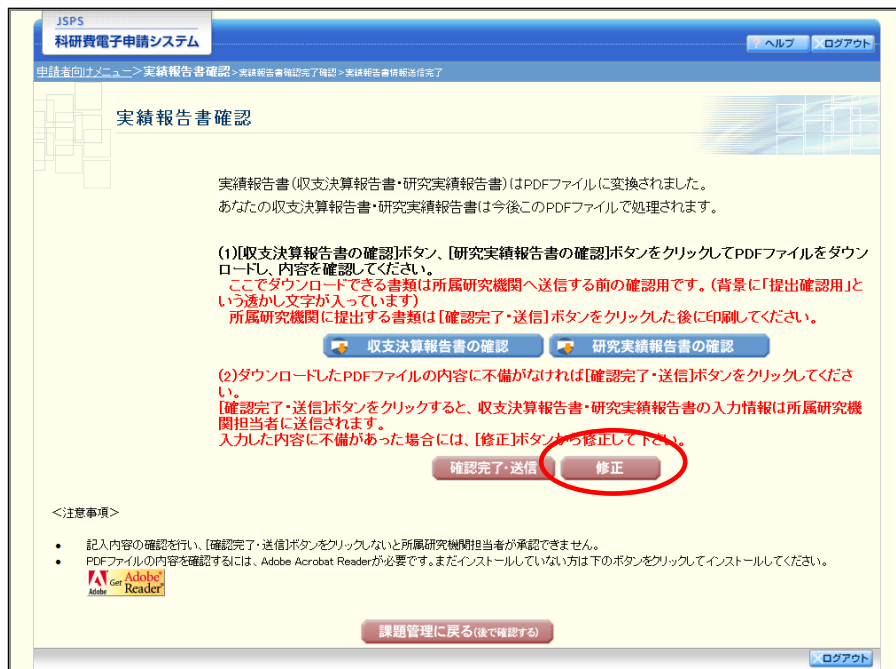 JSPS
科研費電子申請システム
? ヘルプ
ログアウト
申請者向けメニュー>実績報告書確認>実績報告書確認完了確認>実績報告書情報送信完了
実績報告書確認
実績報告書(収支決算報告書・研究実績報告書)はPDFファイルに変換されました。
あなたの収支決算報告書・研究実績報告書は今後このPDFファイルで処理されます。
(1)[収支決算報告書の確認]ボタン、[研究実績報告書の確認]ボタンをクリックしてPDFファイルをダウン
ロードし、内容を確認してください。
ここでダウンロードできる書類は所属研究機関へ送信する前の確認用です。(背景に「提出確認用」と
いう透かし文字が入っています)
所属研究機関に提出する書類は[確認完了・送信]ボタンをクリックした後に印刷してください。
収支決算報告書の確認
研究実績報告書の確認
(2)ダウンロードしたPDFファイルの内容に不備がなければ[確認完了・送信]ボタンをクリックしてくださ
い。
[確認完了・送信]ボタンをクリックすると、収支決算報告書・研究実績報告書の入力情報は所属研究機
関担当者に送信されます。
入力した内容に不備があった場合には、[修正]ボタンから修正して下さい。
確認完了・送信
修正
<注意事項>
• 記入内容の確認を行い、[確認完了・送信]ボタンをクリックしないと所属研究機関担当者が承認できません。
• PDFファイルの内容を確認するには、Adobe Acrobat Readerが必要です。まだインストールしていない方は下のボタンをクリックしてインストールしてください。
Adobe Get Adobe® Reader®
課題管理に戻る(後で確認する)
ログアウト